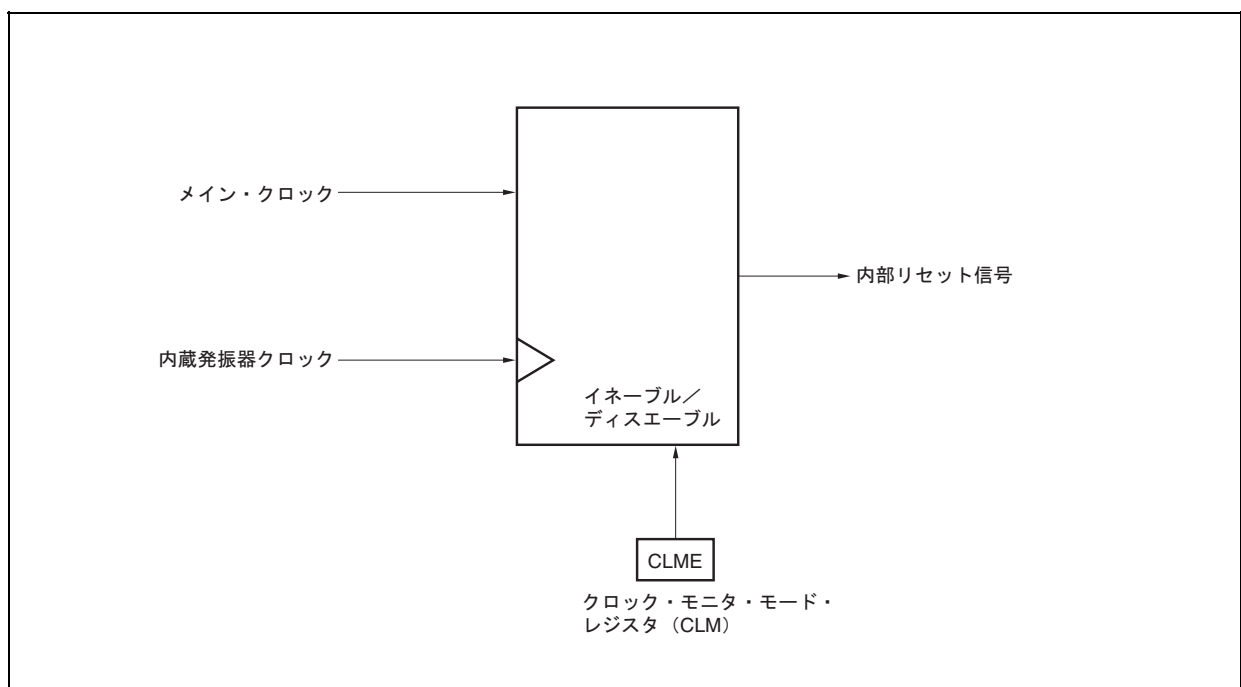 メイン・クロック
内部リセット信号
内蔵発振器クロック
イネーブル／
ディスエーブル
CLME
クロック・モニタ・モード・
レジスタ（CLM）